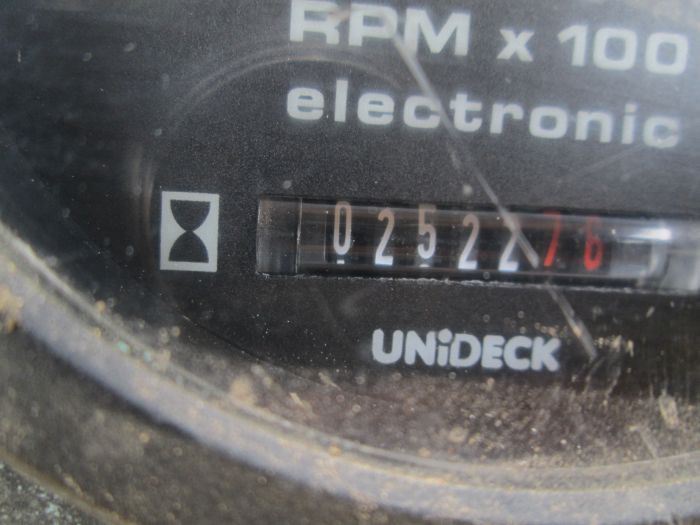 RPM x 100
electronic
0252276
UNiDECK